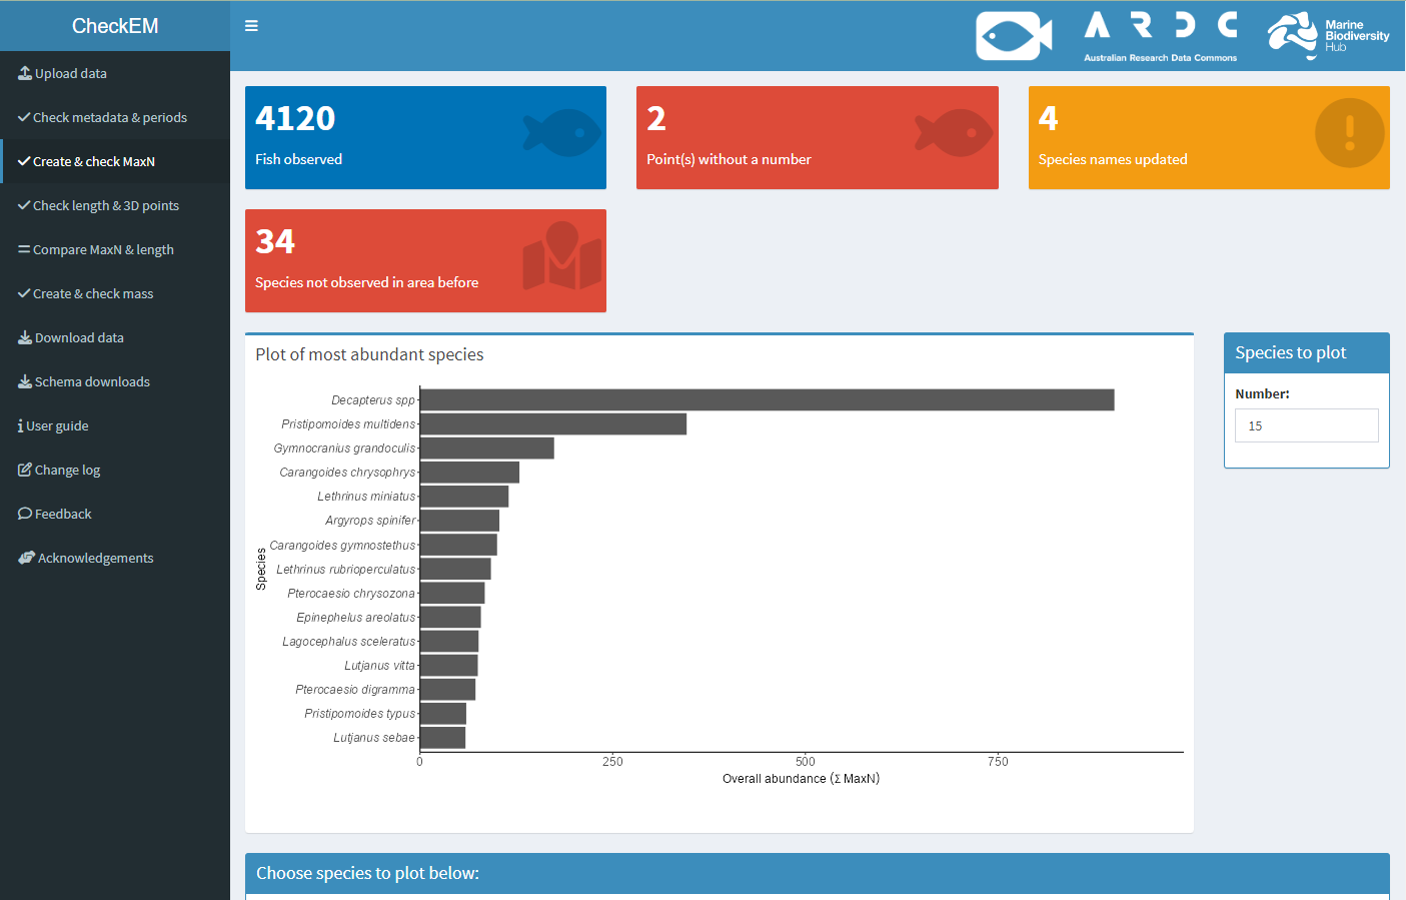 CheckEM
ARDC
Australian Research Data Commons
Marine
Biodiversity
Hub
Upload data
Check metadata & periods
Create & check MaxN
Check length & 3D points
Compare MaxN & length
Create & check mass
Download data
Schema downloads
User guide
Change log
Feedback
Acknowledgements
4120
Fish observed
2
Point(s) without a number
4
Species names updated
34
Species not observed in area before
Plot of most abundant species
Species
Decapterus spp
Pristipomoides multidens
Gymnocranius grandoculis
Carangoides chrysophrys
Lethrinus miniatus
Argyrops spinifer
Carangoides gymnostethus
Lethrinus rubrioperculatus
Pterocaesio chrysozona
Epinephelus areolatus
Lagocephalus sceleratus
Lutjanus vitta
Pterocaesio digramma
Pristipomoides typus
Lutjanus sebae
0 250 500 750
Overall abundance (Σ MaxN)
Species to plot
Number:
15
Choose species to plot below: